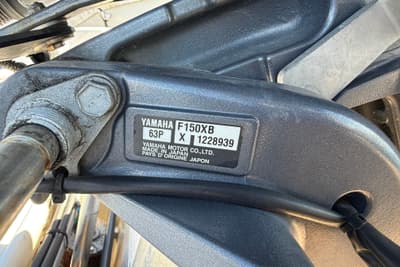 YAMAHA F150XB
63P X 1228939
YAMAHA MOTOR CO.,LTD.
MADE IN JAPAN
PAYS D'ORIGINE JAPON